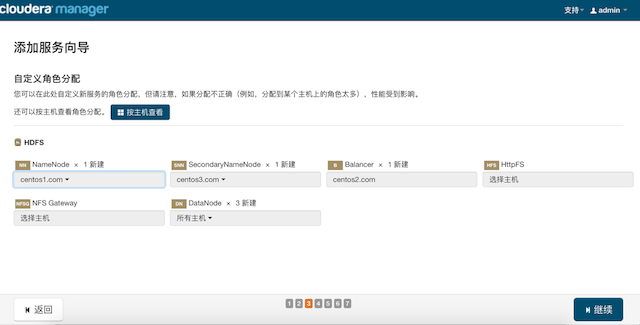 cloudera manager
支持 admin
添加服务向导
自定义角色分配
您可以在此处自定义新服务的角色分配，但请注意，如果分配不正确（例如，分配到某个主机上的角色太多），性能受到影响。
还可以按主机查看角色分配。 按主机查看
HDFS
NN NameNode × 1 新建 SNN SecondaryNameNode × 1 新建 B Balancer × 1 新建 HFS HttpFS
centos1.com centos3.com centos2.com 选择主机
NFSG NFS Gateway DN DataNode × 3 新建
选择主机 所有主机
返回 1 2 3 4 5 6 7 继续